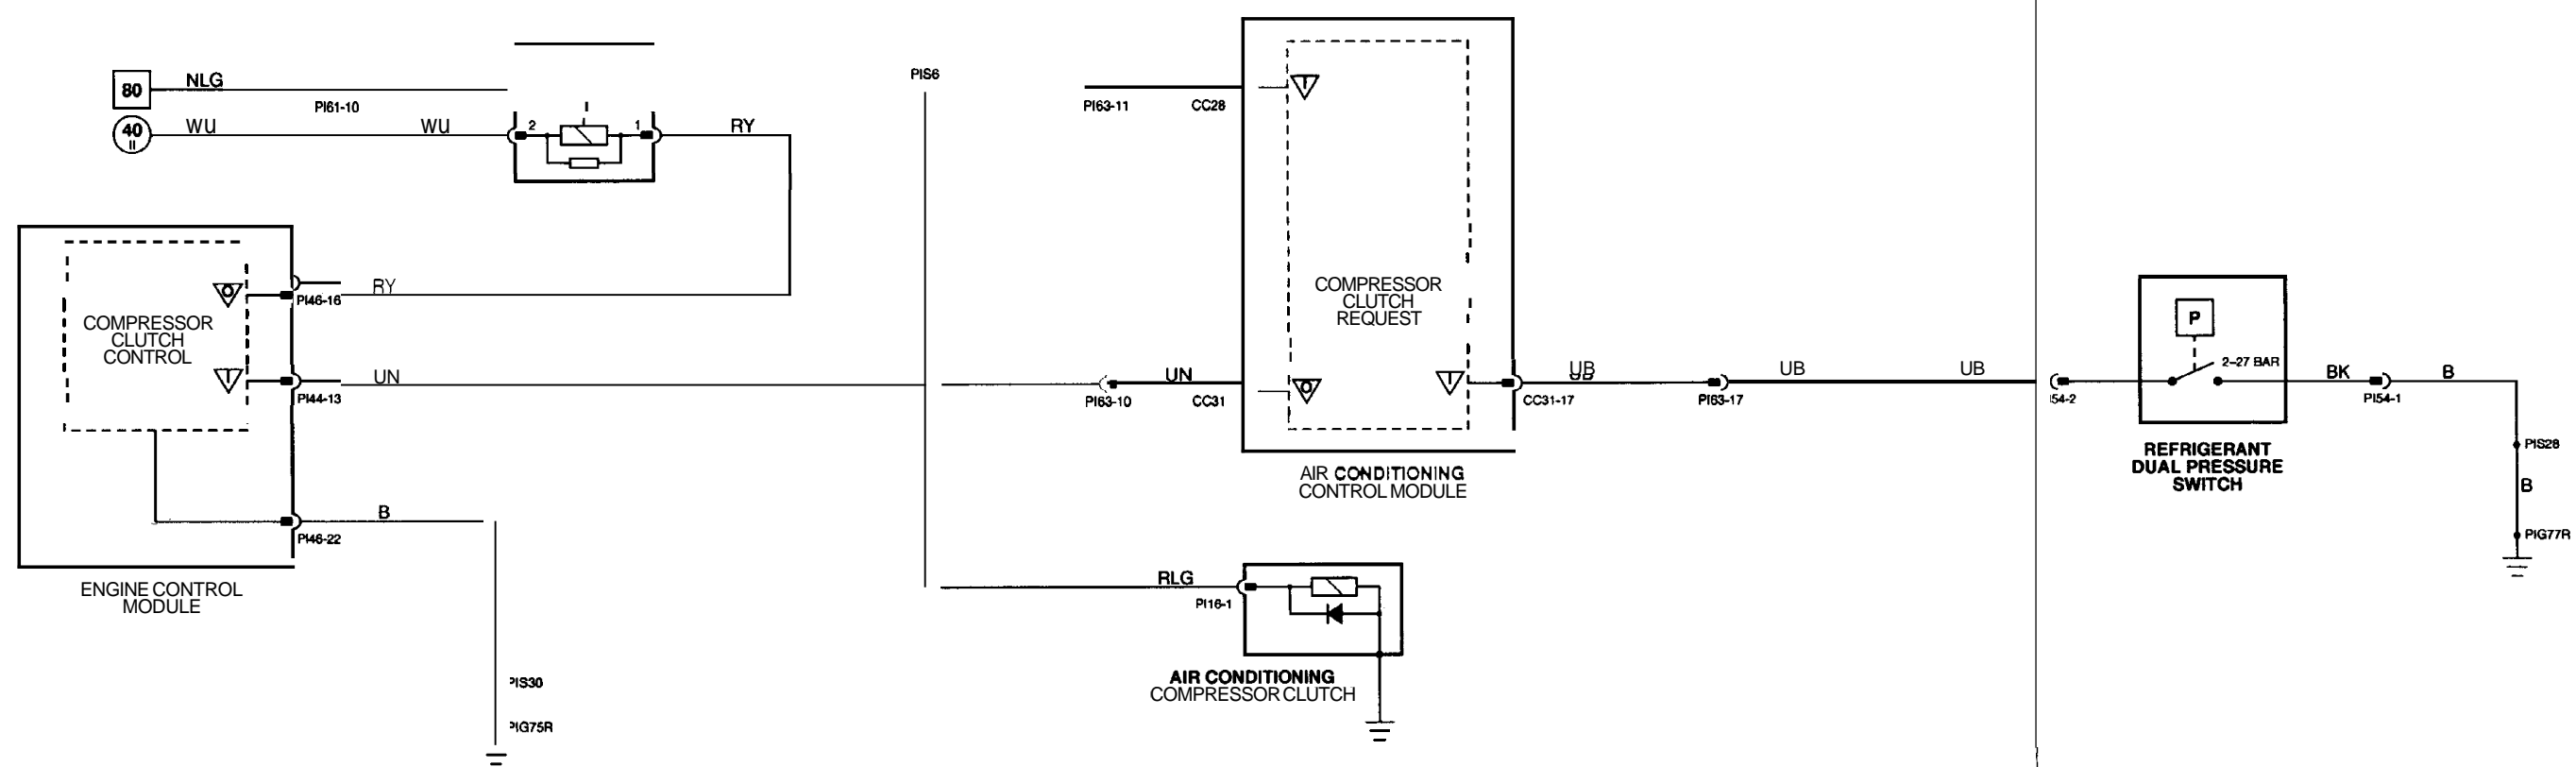 80 NLG
PI61-10
40 WU WU 2 1 RY
II
PI46-16 RY
COMPRESSOR
CLUTCH
CONTROL
O
I
UN
PI44-13
B
PI46-22
ENGINE CONTROL
MODULE
PIS30
PIG75R
PIS6
PI63-11 CC28
I
COMPRESSOR
CLUTCH
REQUEST
UN
PI63-10 CC31
O
I
UB UB UB
UB
CC31-17 PI63-17
AIR CONDITIONING
CONTROL MODULE
RLG
PI16-1
AIR CONDITIONING
COMPRESSOR CLUTCH
I54-2
P
2–27 BAR
BK B
PI54-1
REFRIGERANT
DUAL PRESSURE
SWITCH
PIS28
B
PIG77R